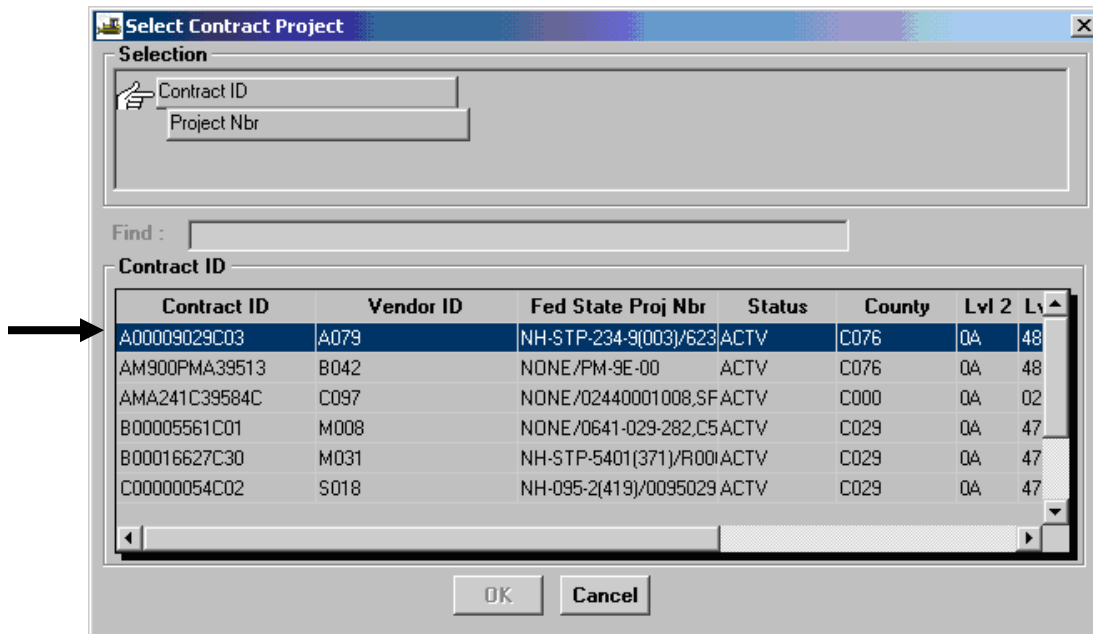 Select Contract Project
Selection
Contract ID
Project Nbr
Find :
Contract ID
Contract ID Vendor ID Fed State Proj Nbr Status County Lvl 2 Lv
A00009029C03 A079 NH-STP-234-9(003)/623 ACTV C076 0A 48
AM900PMA39513 B042 NONE/PM-9E-00 ACTV C076 0A 48
AMA241C39584C C097 NONE/02440001008,SF ACTV C000 0A 02
B00005561C01 M008 NONE/0641-029-282,C5 ACTV C029 0A 47
B00016627C30 M031 NH-STP-5401(371)/R00 ACTV C029 0A 47
C00000054C02 S018 NH-095-2(419)/0095029 ACTV C029 0A 47
OK Cancel